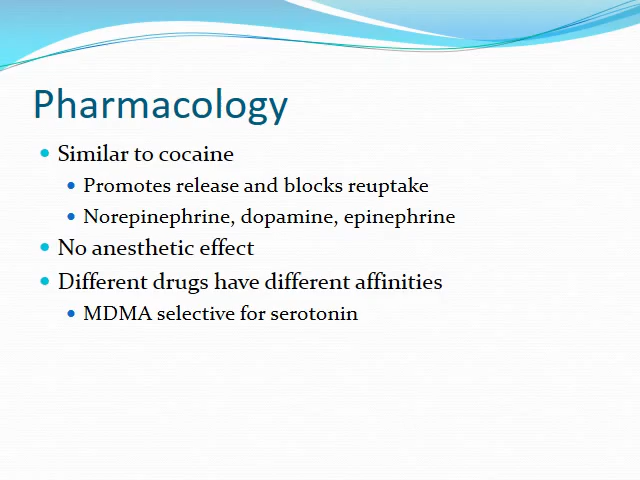 Pharmacology
Similar to cocaine
Promotes release and blocks reuptake
Norepinephrine, dopamine, epinephrine
No anesthetic effect
Different drugs have different affinities
MDMA selective for serotonin